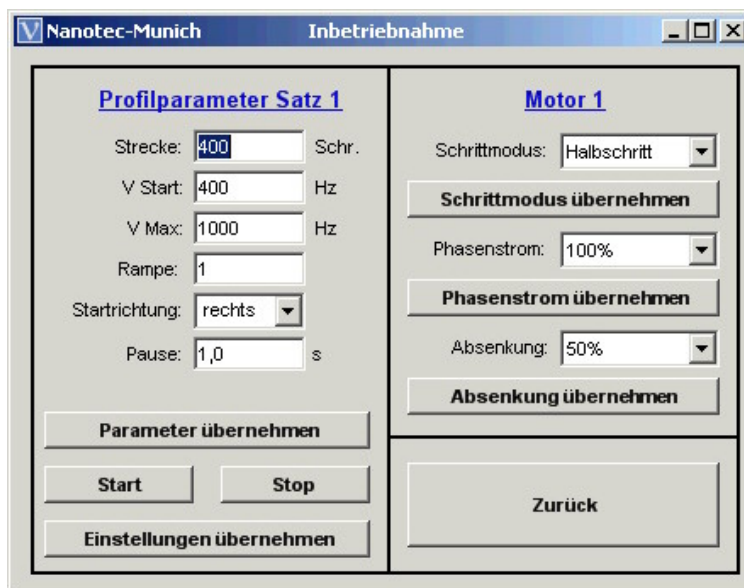 Nanotec-Munich Inbetriebnahme
Profilparameter Satz 1
Strecke: 400 Schr.
V Start: 400 Hz
V Max: 1000 Hz
Rampe: 1
Startrichtung: rechts
Pause: 1,0 s
Parameter übernehmen
Start Stop
Einstellungen übernehmen
Motor 1
Schrittmodus: Halbschritt
Schrittmodus übernehmen
Phasenstrom: 100%
Phasenstrom übernehmen
Absenkung: 50%
Absenkung übernehmen
Zurück